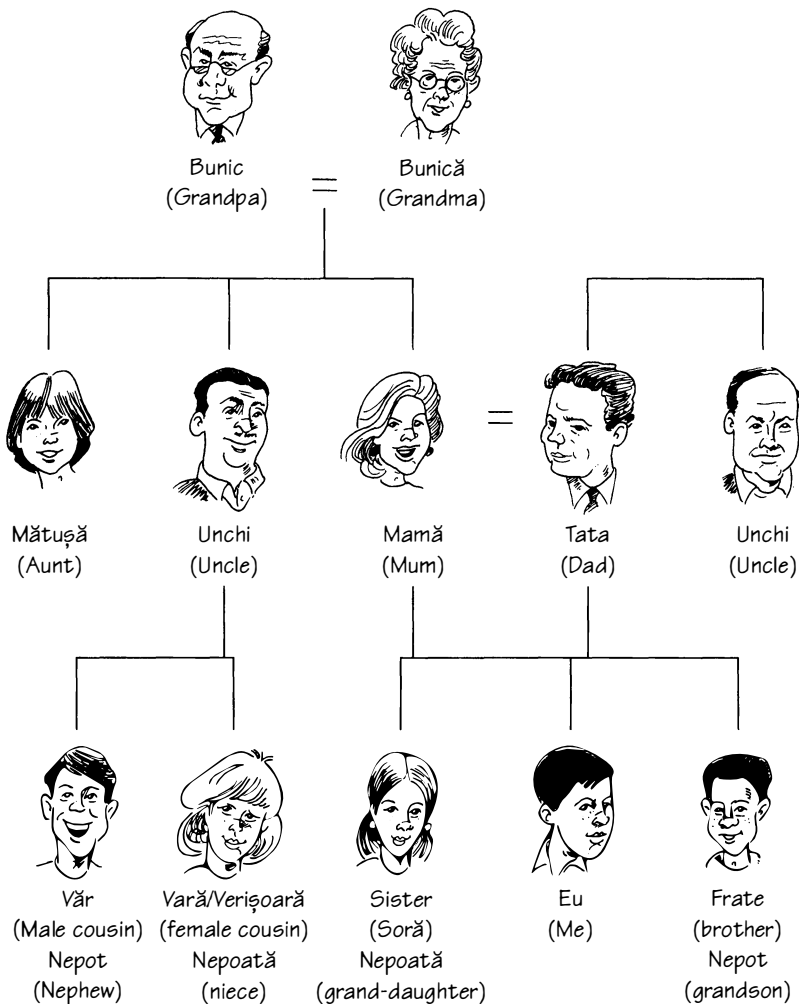 Bunic
(Grandpa)
=
Bunică
(Grandma)
Mătușă
(Aunt)
Unchi
(Uncle)
Mamă
(Mum)
=
Tata
(Dad)
Unchi
(Uncle)
Văr
(Male cousin)
Nepot
(Nephew)
Vară/Verișoară
(female cousin)
Nepoată
(niece)
Sister
(Soră)
Nepoată
(grand-daughter)
Eu
(Me)
Frate
(brother)
Nepot
(grandson)